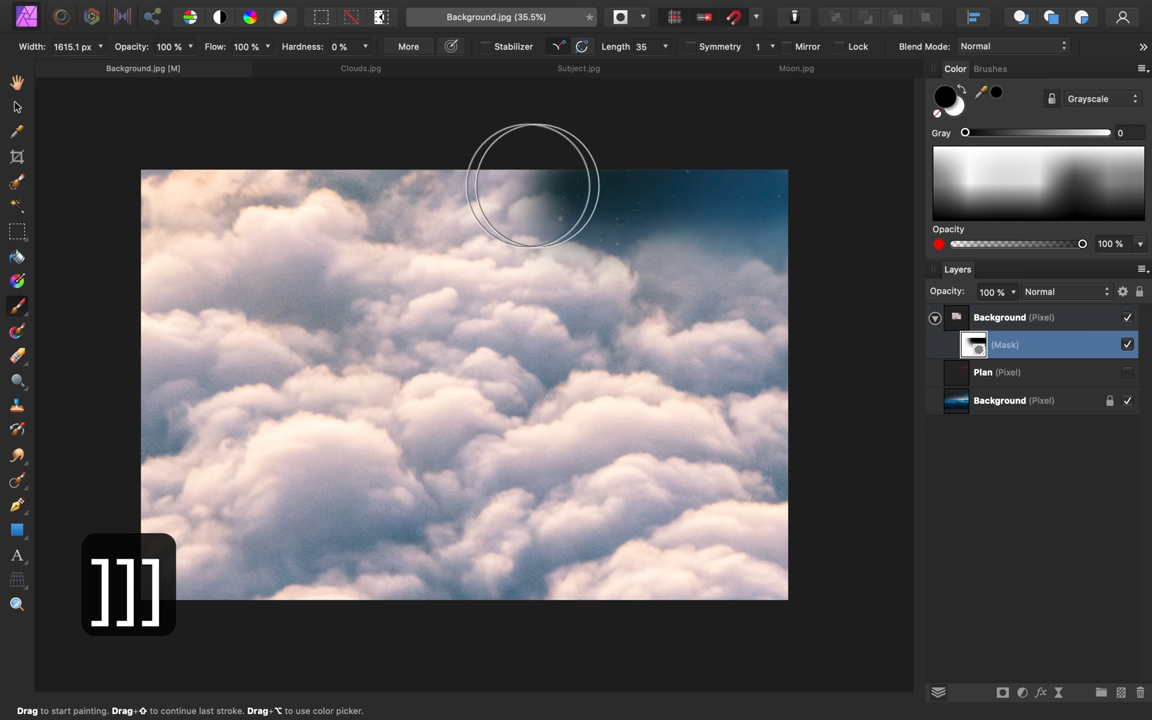 Background.jpg (35.5%)
Width: 1615.1 px Opacity: 100 % Flow: 100 % Hardness: 0 % More Stabilizer Length 35 Symmetry 1 Mirror Lock Blend Mode: Normal
Background.jpg [M] Clouds.jpg Subject.jpg Moon.jpg
Color Brushes
Grayscale
Gray 0
Opacity
100 %
Layers
Opacity: 100 % Normal
Background (Pixel)
(Mask)
Plan (Pixel)
Background (Pixel)
]]]
A
fx
Drag to start painting. Drag+⇧ to continue last stroke. Drag+⌥ to use color picker.